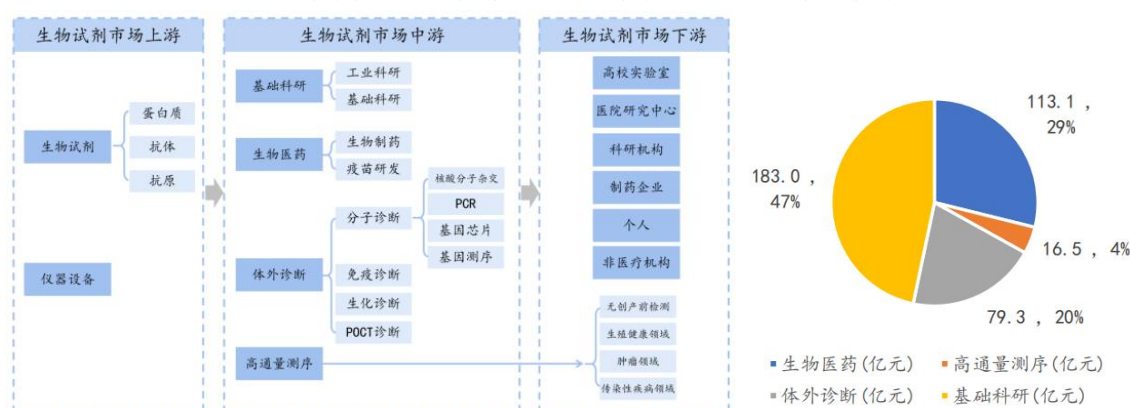 生物试剂市场上游
生物试剂
蛋白质
抗体
抗原
仪器设备
生物试剂市场中游
基础科研
工业科研
基础科研
生物医药
生物制药
疫苗研发
体外诊断
分子诊断
核酸分子杂交
PCR
基因芯片
基因测序
免疫诊断
生化诊断
POCT诊断
高通量测序
生物试剂市场下游
高校实验室
医院研究中心
科研机构
制药企业
个人
非医疗机构
无创产前检测
生殖健康领域
肿瘤领域
传染性疾病领域
113.1,
29%
183.0,
47%
16.5, 4%
79.3, 20%
生物医药(亿元)
高通量测序(亿元)
体外诊断(亿元)
基础科研(亿元)